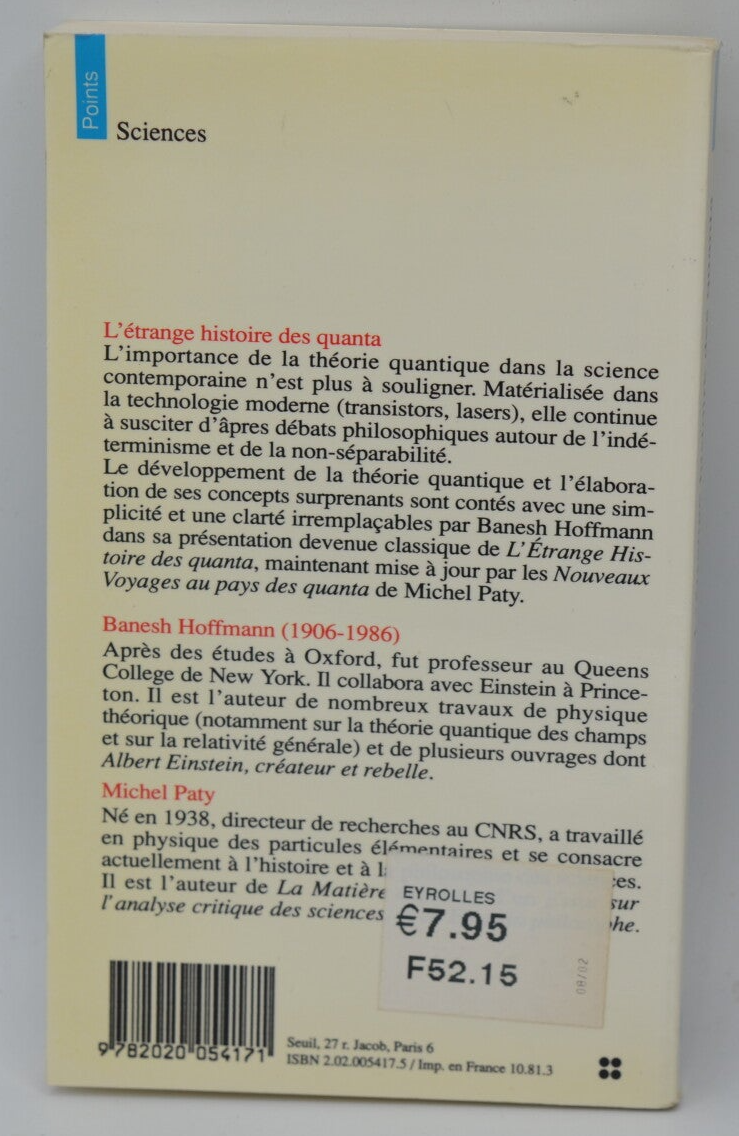 Points
Sciences
L'étrange histoire des quanta
L'importance de la théorie quantique dans la science
contemporaine n'est plus à souligner. Matérialisée dans
la technologie moderne (transistors, lasers), elle continue
à susciter d'âpres débats philosophiques autour de l'indé-
terminisme et de la non-séparabilité.
Le développement de la théorie quantique et l'élabora-
tion de ses concepts surprenants sont contés avec une sim-
plicité et une clarté irremplaçables par Banesh Hoffmann
dans sa présentation devenue classique de L'Étrange His-
toire des quanta, maintenant mise à jour par les Nouveaux
Voyages au pays des quanta de Michel Paty.
Banesh Hoffmann (1906-1986)
Après des études à Oxford, fut professeur au Queens
College de New York. Il collabora avec Einstein à Prince-
ton. Il est l'auteur de nombreux travaux de physique
théorique (notamment sur la théorie quantique des champs
et sur la relativité générale) et de plusieurs ouvrages dont
Albert Einstein, créateur et rebelle.
Michel Paty
Né en 1938, directeur de recherches au CNRS, a travaillé
en physique des particules élémentaires et se consacre
actuellement à l'histoire et à
Il est l'auteur de La Matière sur
l'analyse critique des sciences
EYROLLES
€7.95
F52.15
08/02
9 782020 054171
Seuil, 27 r. Jacob, Paris 6
ISBN 2.02.005417.5 / Imp. en France 10.81.3